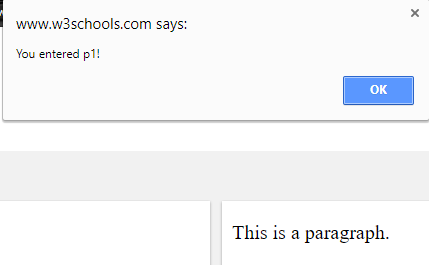 www.w3schools.com says:
You entered p1!
OK
This is a paragraph.